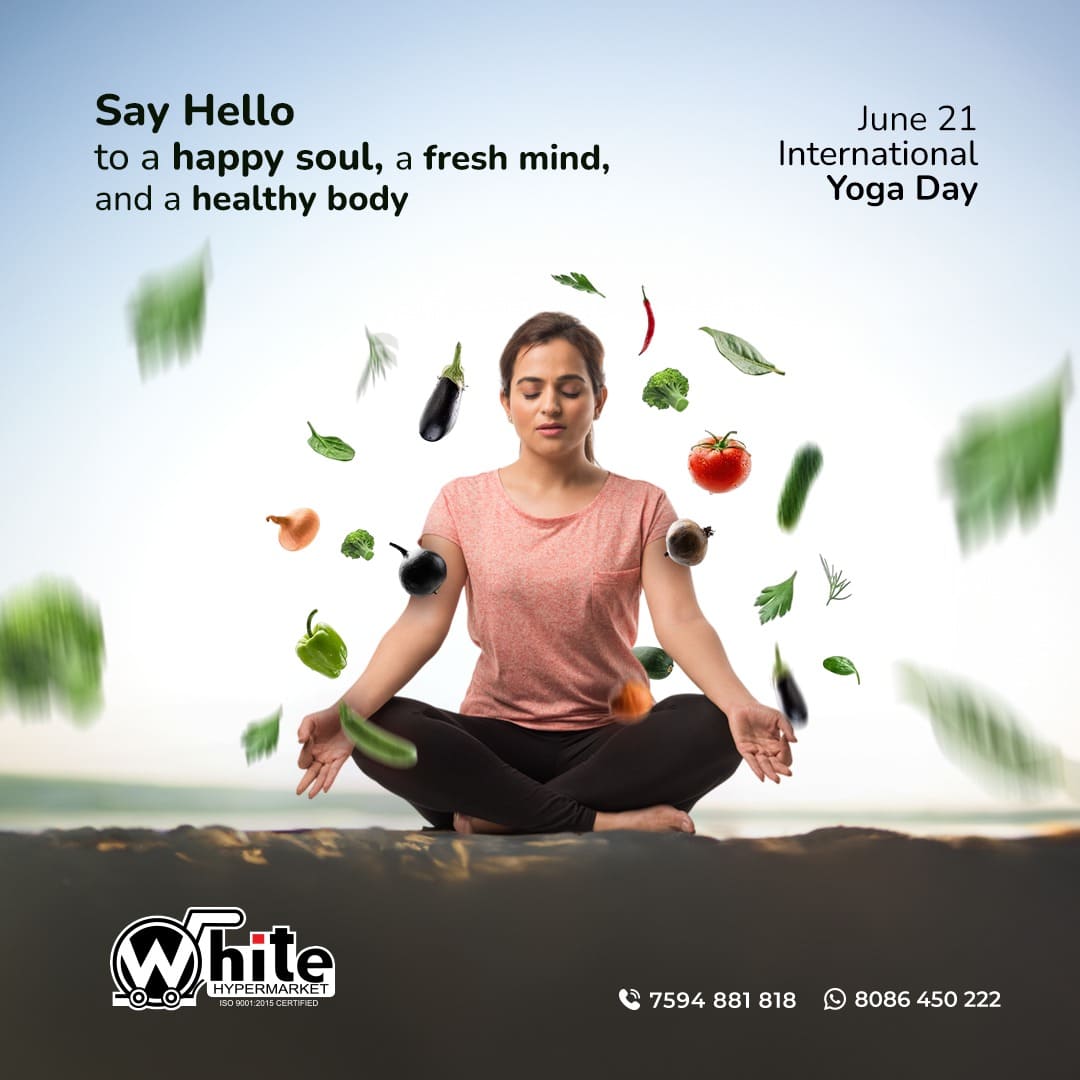 Say Hello
to a happy soul, a fresh mind,
and a healthy body
June 21
International
Yoga Day
White
HYPERMARKET
ISO 9001:2015 CERTIFIED
7594 881 818
8086 450 222